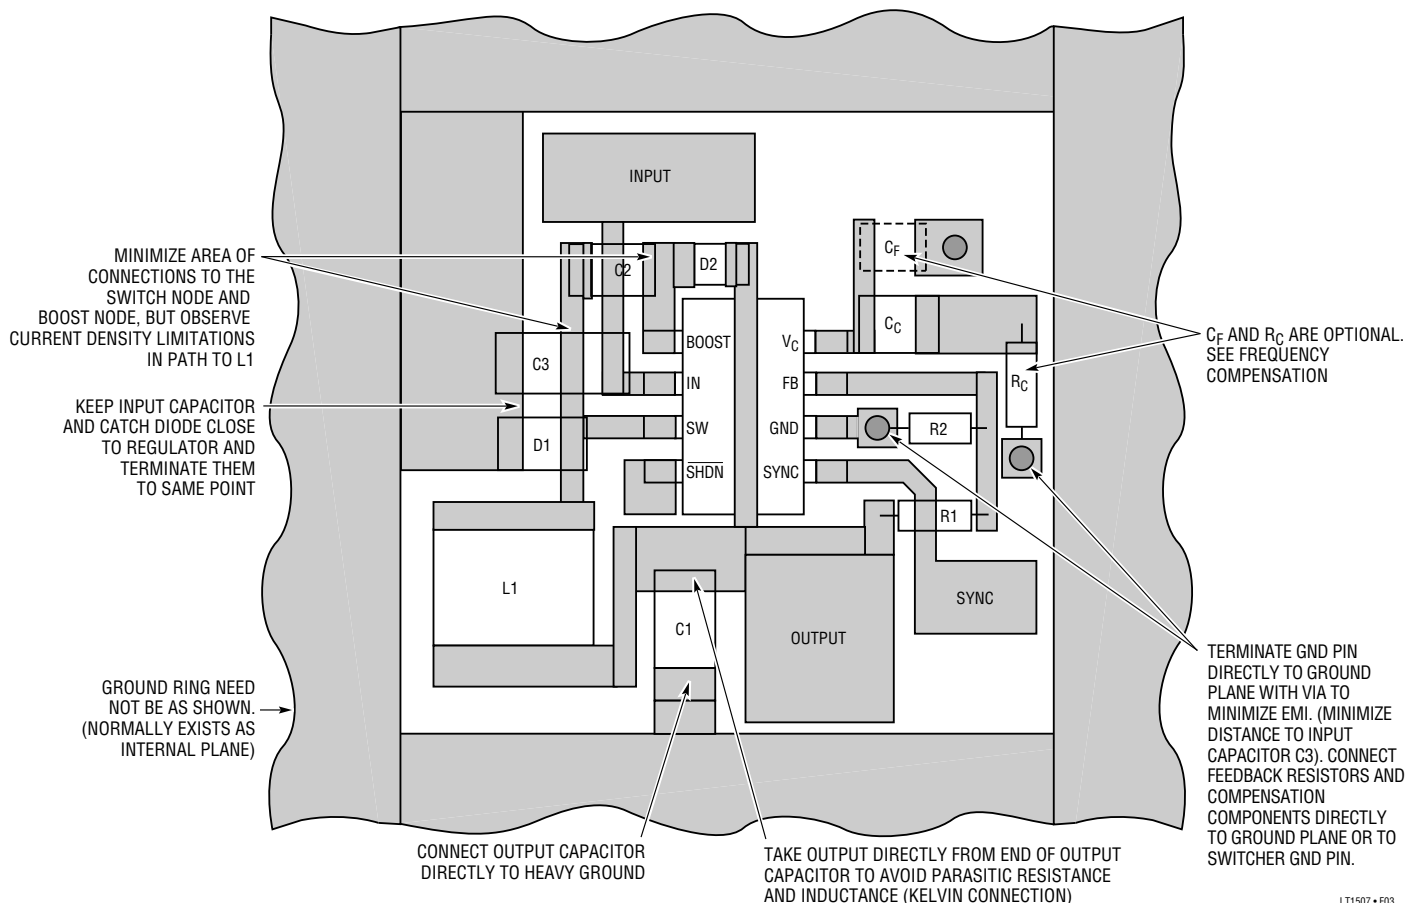 INPUT
MINIMIZE AREA OF
CONNECTIONS TO THE
SWITCH NODE AND
BOOST NODE, BUT OBSERVE
CURRENT DENSITY LIMITATIONS
IN PATH TO L1
C2
D2
CF
CC
CF AND RC ARE OPTIONAL.
SEE FREQUENCY
COMPENSATION
BOOST
VC
C3
IN
FB
RC
KEEP INPUT CAPACITOR
AND CATCH DIODE CLOSE
TO REGULATOR AND
TERMINATE THEM
TO SAME POINT
D1
SW
GND
R2
SHDN
SYNC
R1
L1
C1
OUTPUT
SYNC
GROUND RING NEED
NOT BE AS SHOWN.
(NORMALLY EXISTS AS
INTERNAL PLANE)
TERMINATE GND PIN
DIRECTLY TO GROUND
PLANE WITH VIA TO
MINIMIZE EMI. (MINIMIZE
DISTANCE TO INPUT
CAPACITOR C3). CONNECT
FEEDBACK RESISTORS AND
COMPENSATION
COMPONENTS DIRECTLY
TO GROUND PLANE OR TO
SWITCHER GND PIN.
CONNECT OUTPUT CAPACITOR
DIRECTLY TO HEAVY GROUND
TAKE OUTPUT DIRECTLY FROM END OF OUTPUT
CAPACITOR TO AVOID PARASITIC RESISTANCE
AND INDUCTANCE (KELVIN CONNECTION)
LT1507 • F03